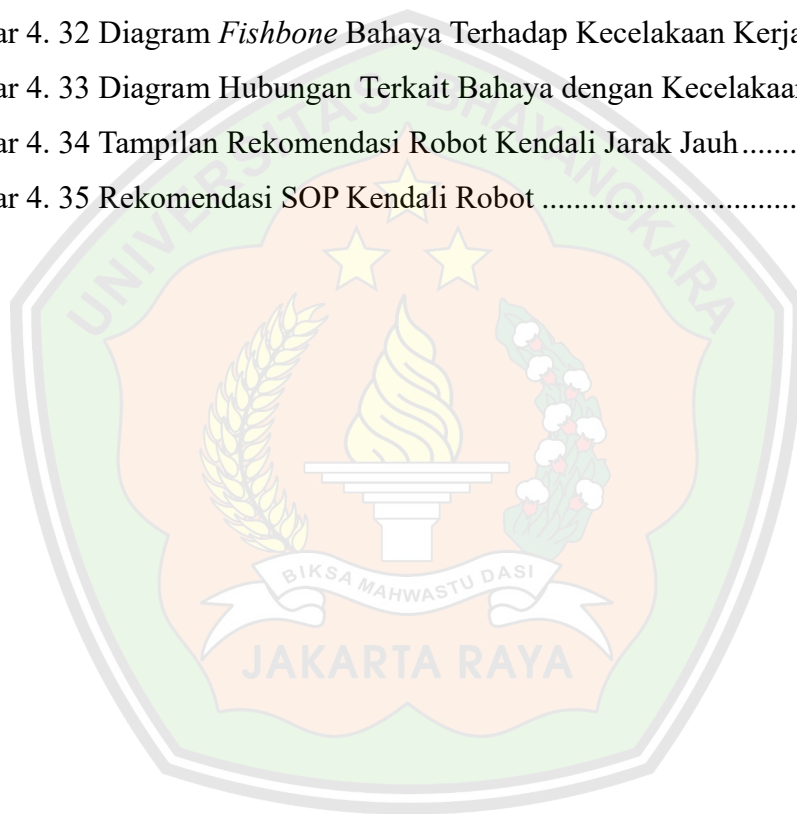 ar 4. 32 Diagram Fishbone Bahaya Terhadap Kecelakaan Kerja
ar 4. 33 Diagram Hubungan Terkait Bahaya dengan Kecelakaan
ar 4. 34 Tampilan Rekomendasi Robot Kendali Jarak Jauh.......
ar 4. 35 Rekomendasi SOP Kendali Robot ................................
UNIVERSITAS BHAYANGKARA
BIKSA MAHWASTU DASI
JAKARTA RAYA